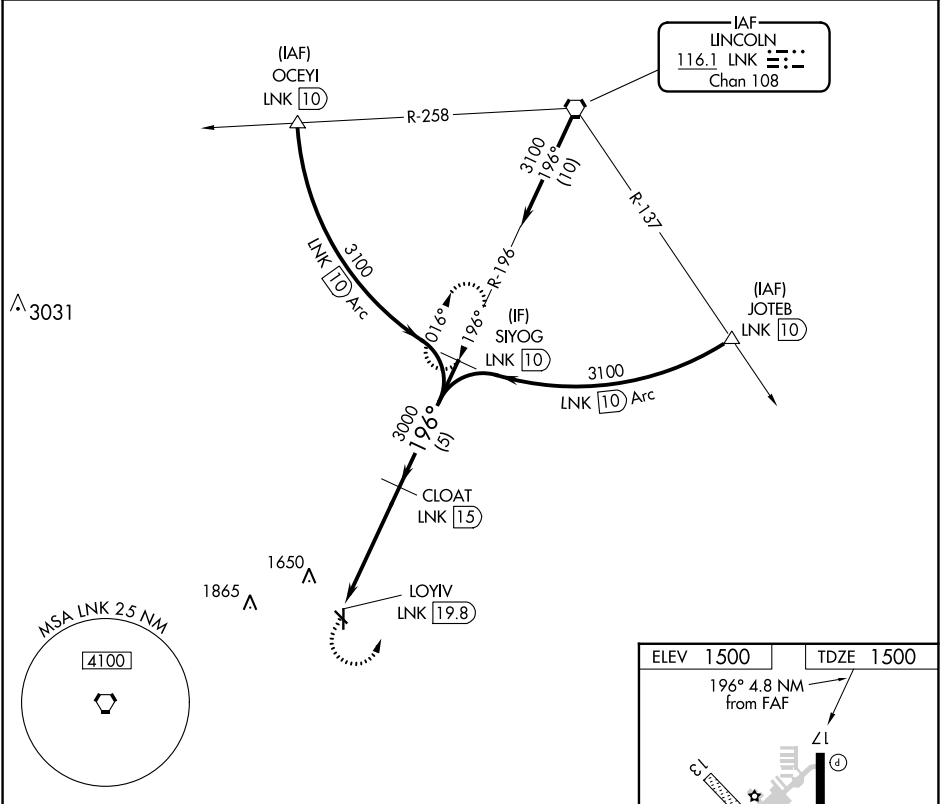 IAF
LINCOLN
116.1 LNK
Chan 108
(IAF)
OCEYI
LNK 10
R-258
3100
196°
(10)
R-137
3100
LNK 10 Arc
R-196
3031
016°
196°
(IF)
SIYOG
LNK 10
(IAF)
JOTEB
LNK 10
3100
LNK 10 Arc
3000
196°
(5)
CLOAT
LNK 15
1650
1865
LOYIV
LNK 19.8
MSA LNK 25 NM
4100
ELEV 1500
TDZE 1500
196° 4.8 NM
from FAF
17
P
13